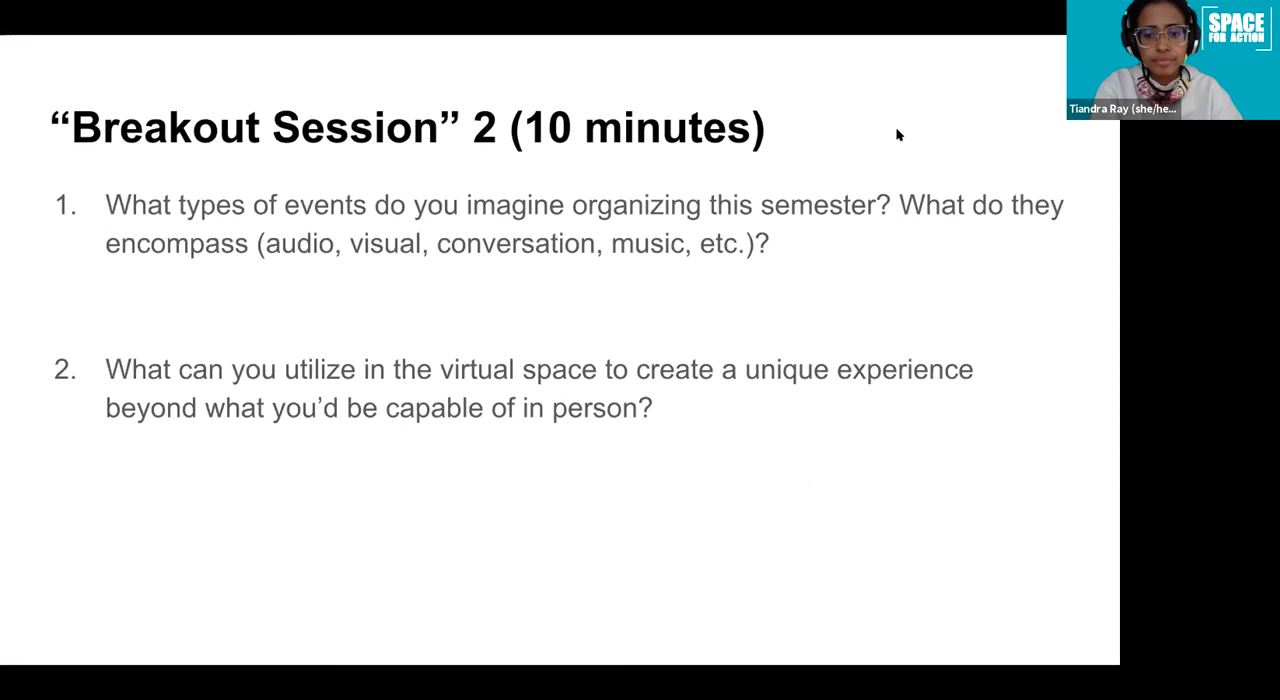 SPACE
FOR ACTION
Tiandra Ray (she/he...
“Breakout Session” 2 (10 minutes)
1. What types of events do you imagine organizing this semester? What do they
encompass (audio, visual, conversation, music, etc.)?
2. What can you utilize in the virtual space to create a unique experience
beyond what you’d be capable of in person?